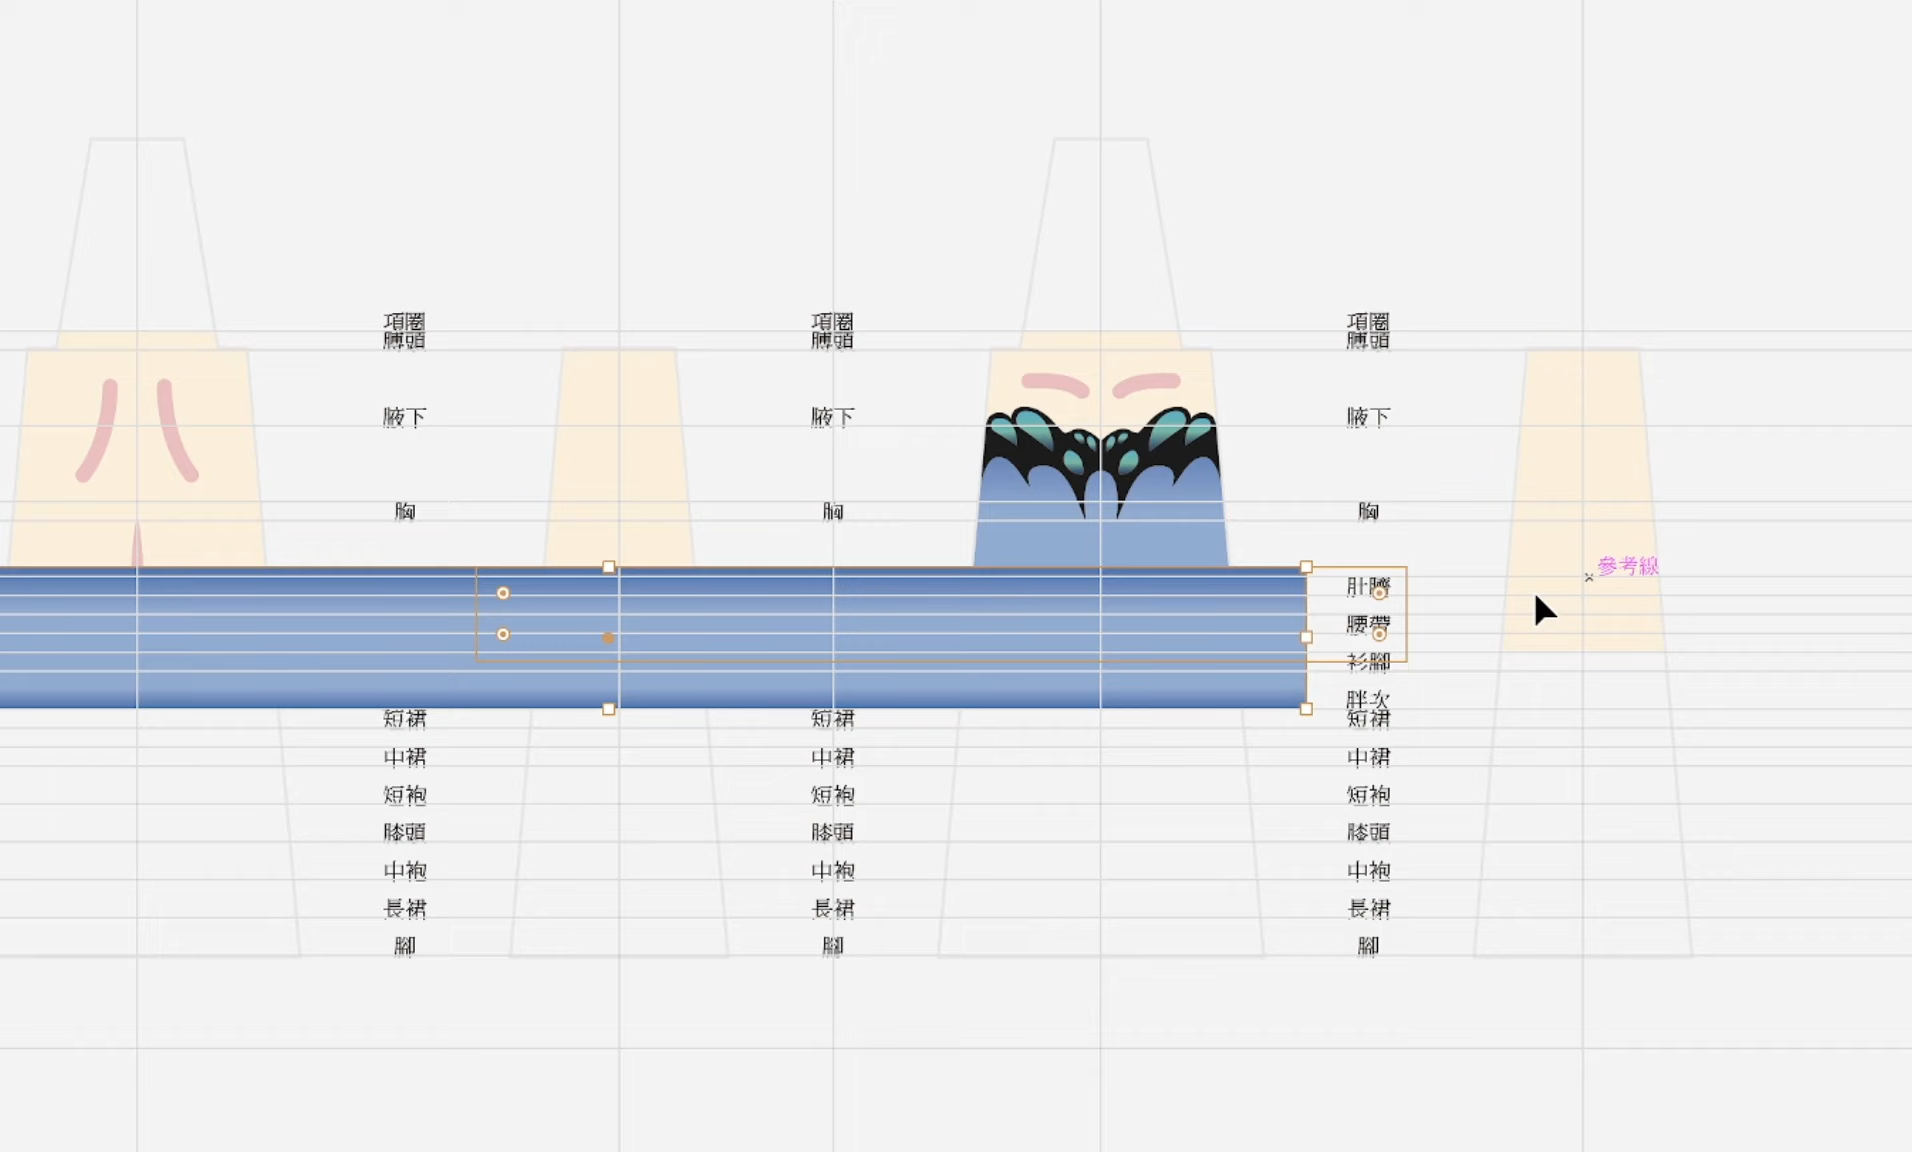 項圈 項圈 項圈
膊頭 膊頭 膊頭
腋下 腋下 腋下
胸 胸 胸
參考線
肚臍
腰帶
衫腳
胖次
短裙 短裙 短裙
中裙 中裙 中裙
短袍 短袍 短袍
膝頭 膝頭 膝頭
中袍 中袍 中袍
長裙 長裙 長裙
腳 腳 腳